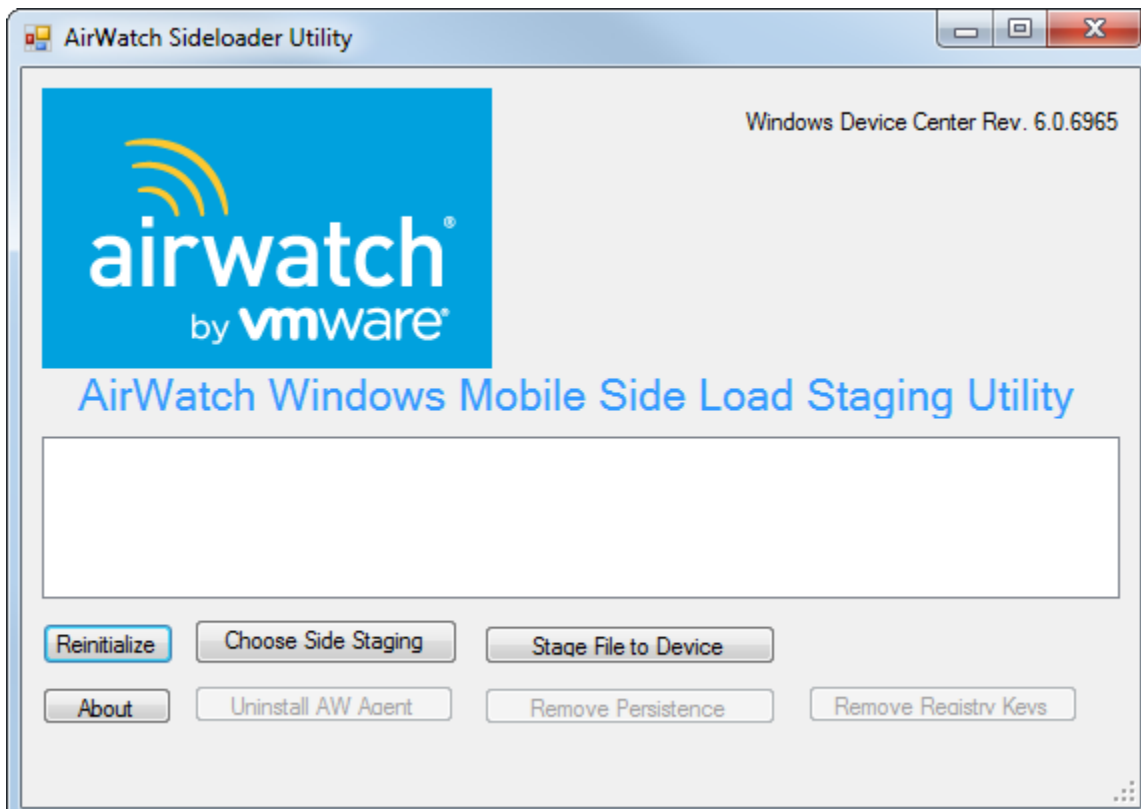 AirWatch Sideloader Utility
Windows Device Center Rev. 6.0.6965
airwatch®
by vmware®
AirWatch Windows Mobile Side Load Staging Utility
Reinitialize
Choose Side Staging
Stage File to Device
About
Uninstall AW Agent
Remove Persistence
Remove Registry Keys